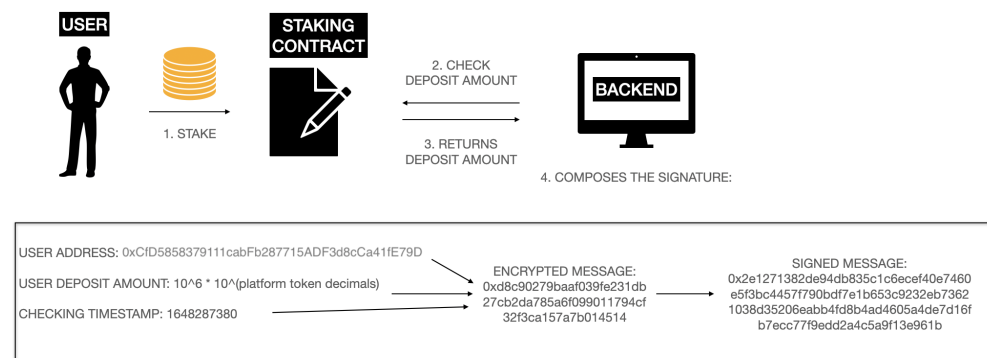 USER
STAKING
CONTRACT
1. STAKE
2. CHECK
DEPOSIT AMOUNT
3. RETURNS
DEPOSIT AMOUNT
BACKEND
4. COMPOSES THE SIGNATURE:
USER ADDRESS: 0xCfD5858379111cabFb287715ADF3d8cCa41fE79D
USER DEPOSIT AMOUNT: 10^6 * 10^(platform token decimals)
CHECKING TIMESTAMP: 1648287380
ENCRYPTED MESSAGE:
0xd8c90279baaf039fe231db
27cb2da785a6f099011794cf
32f3ca157a7b014514
SIGNED MESSAGE:
0x2e1271382de94db835c1c6ecef40e7460
e5f3bc4457f790bdf7e1b653c9232eb7362
1038d35206eabb4fd8b4ad4605a4de7d16f
b7ecc77f9edd2a4c5a9f13e961b